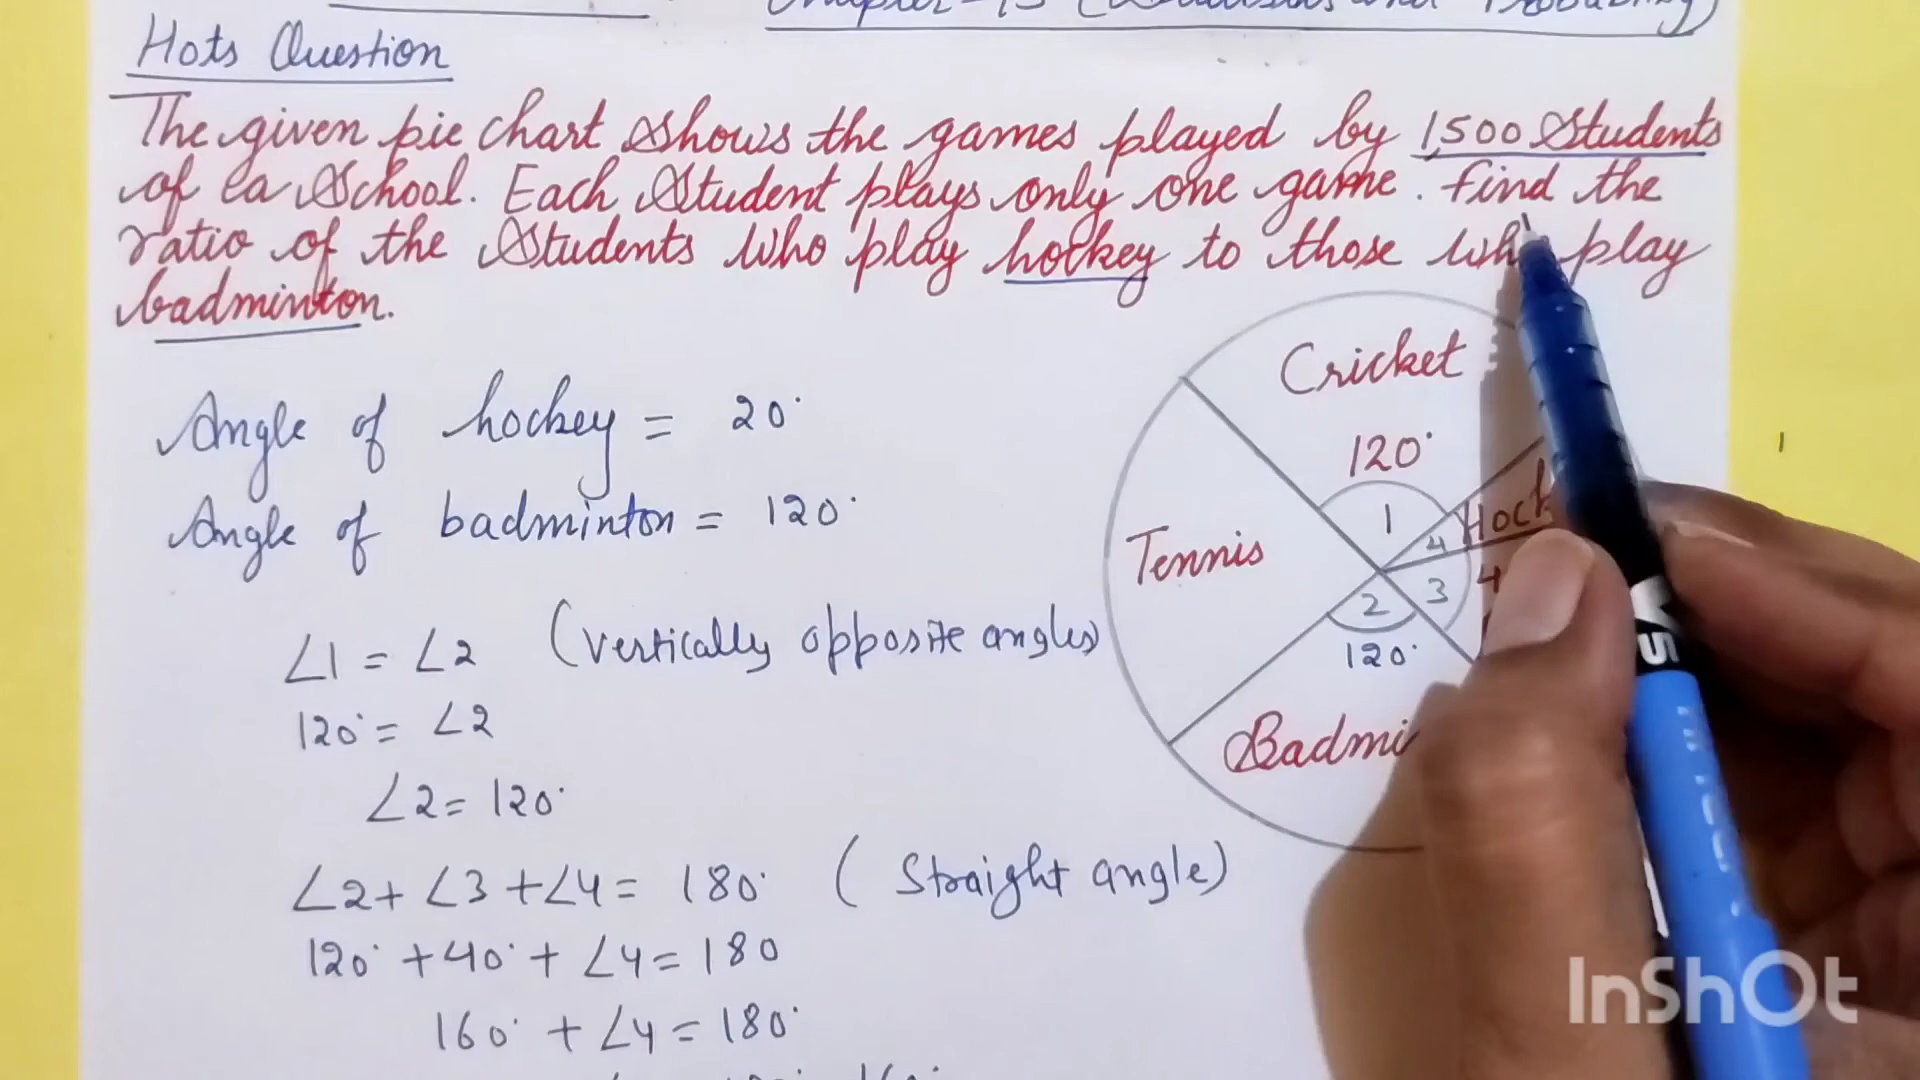 Hots Question
The given pie chart shows the games played by 1,500 students
of a School. Each student plays only one game. find the
ratio of the students who play hockey to those who play
badminton.
Angle of hockey = 20°
Angle of badminton = 120°
∠1 = ∠2 (vertically opposite angles)
120° = ∠2
∠2 = 120°
∠2 + ∠3 + ∠4 = 180° (Straight angle)
120° + 40° + ∠4 = 180
160° + ∠4 = 180°
Cricket
120°
1
4
3
2
120°
Tennis
V5
InShOt